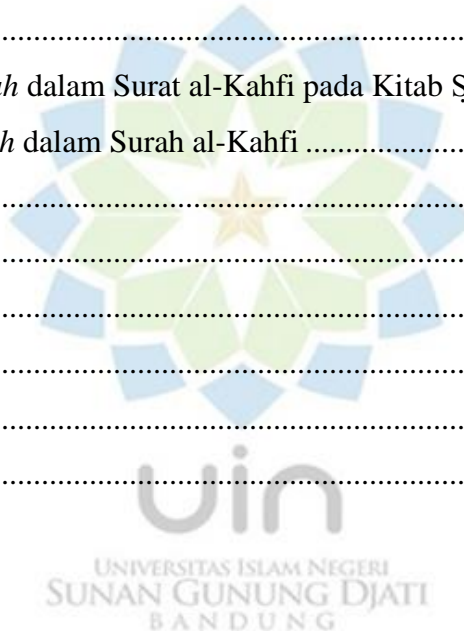 ....................................................................
ah dalam Surat al-Kahfi pada Kitab S
h dalam Surah al-Kahfi ..........................
....................................................................
....................................................................
....................................................................
....................................................................
....................................................................
....................................................................
uin
UNIVERSITAS ISLAM NEGERI
SUNAN GUNUNG DJATI
BANDUNG